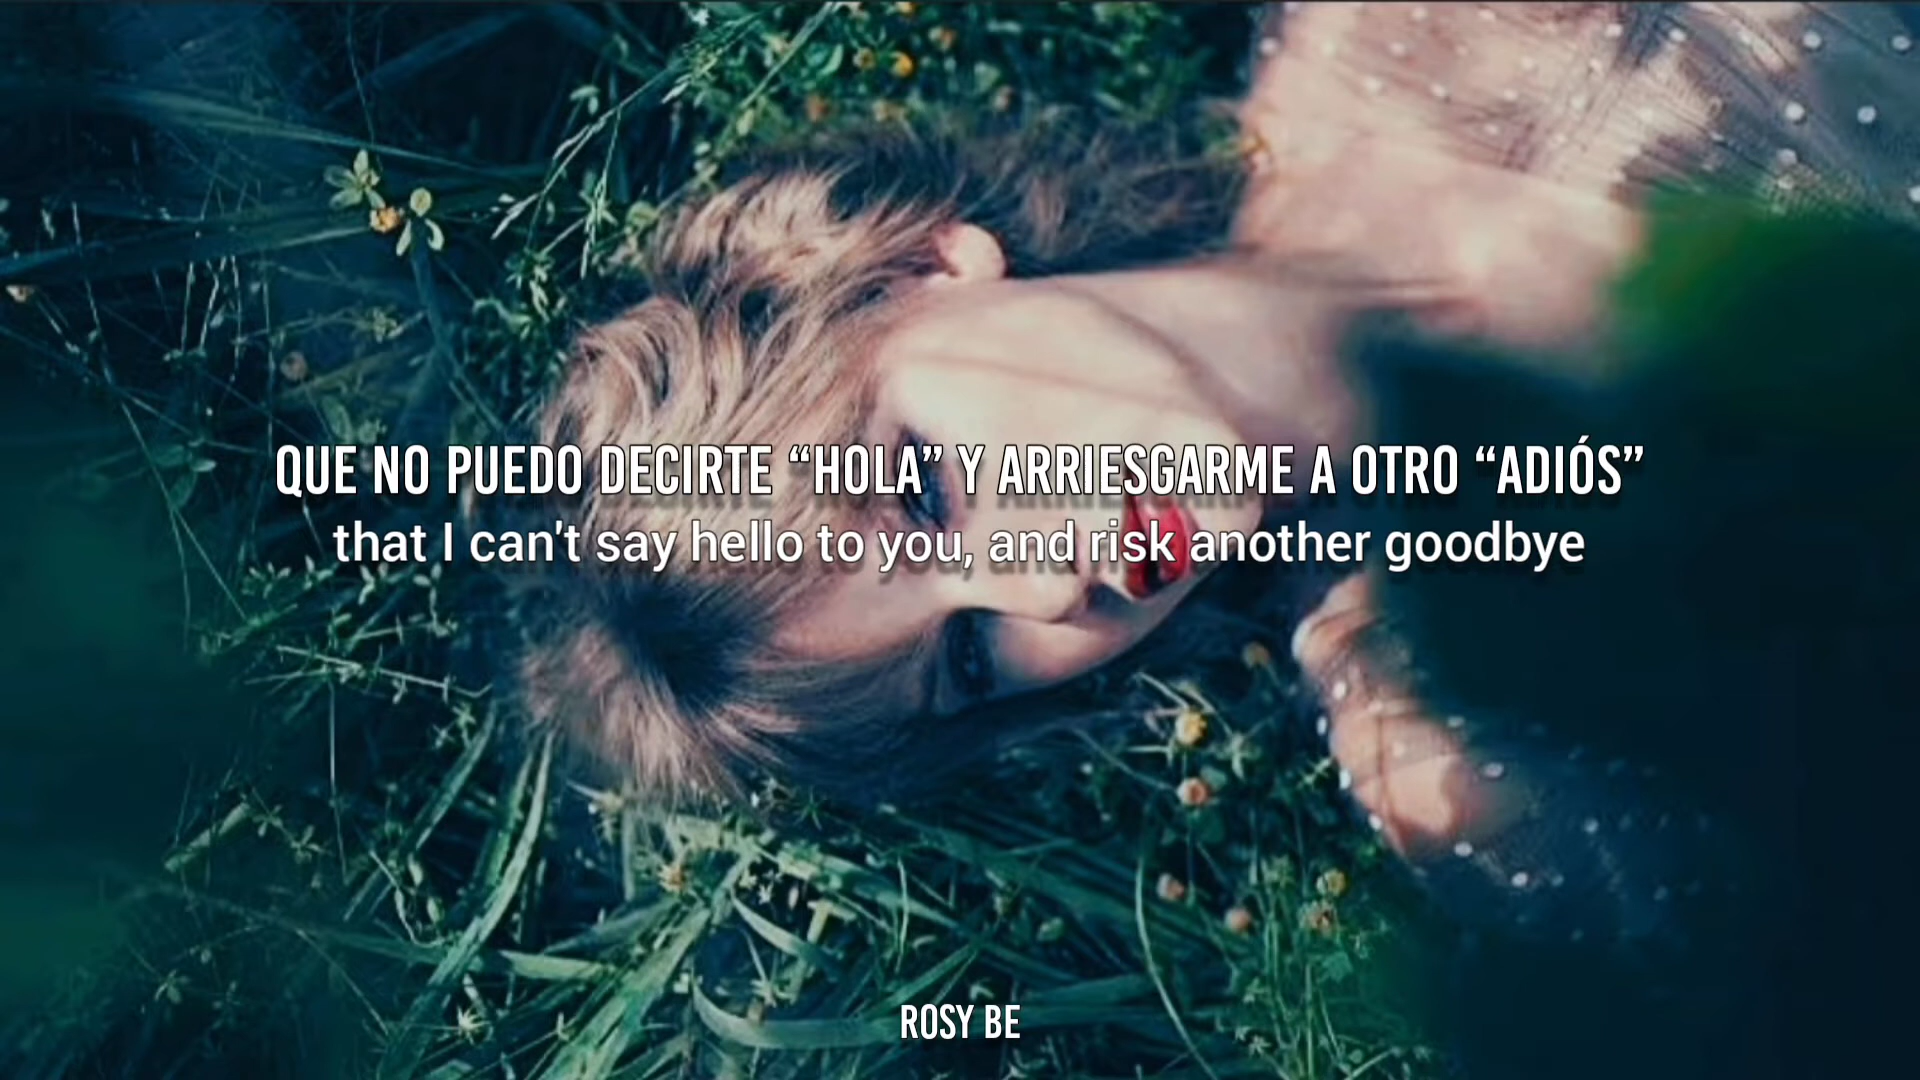 QUE NO PUEDO DECIRTE “HOLA” Y ARRIESGARME A OTRO “ADIÓS”
that I can't say hello to you, and risk another goodbye
ROSY BE